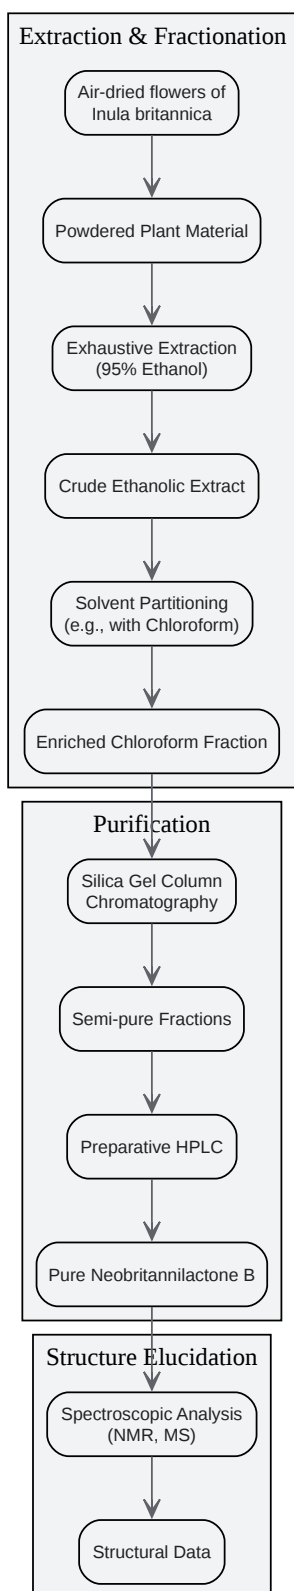 Extraction & Fractionation
Air-dried flowers of
Inula britannica
Powdered Plant Material
Exhaustive Extraction
(95% Ethanol)
Crude Ethanolic Extract
Solvent Partitioning
(e.g., with Chloroform)
Enriched Chloroform Fraction
Purification
Silica Gel Column
Chromatography
Semi-pure Fractions
Preparative HPLC
Pure Neobritannilactone B
Structure Elucidation
Spectroscopic Analysis
(NMR, MS)
Structural Data